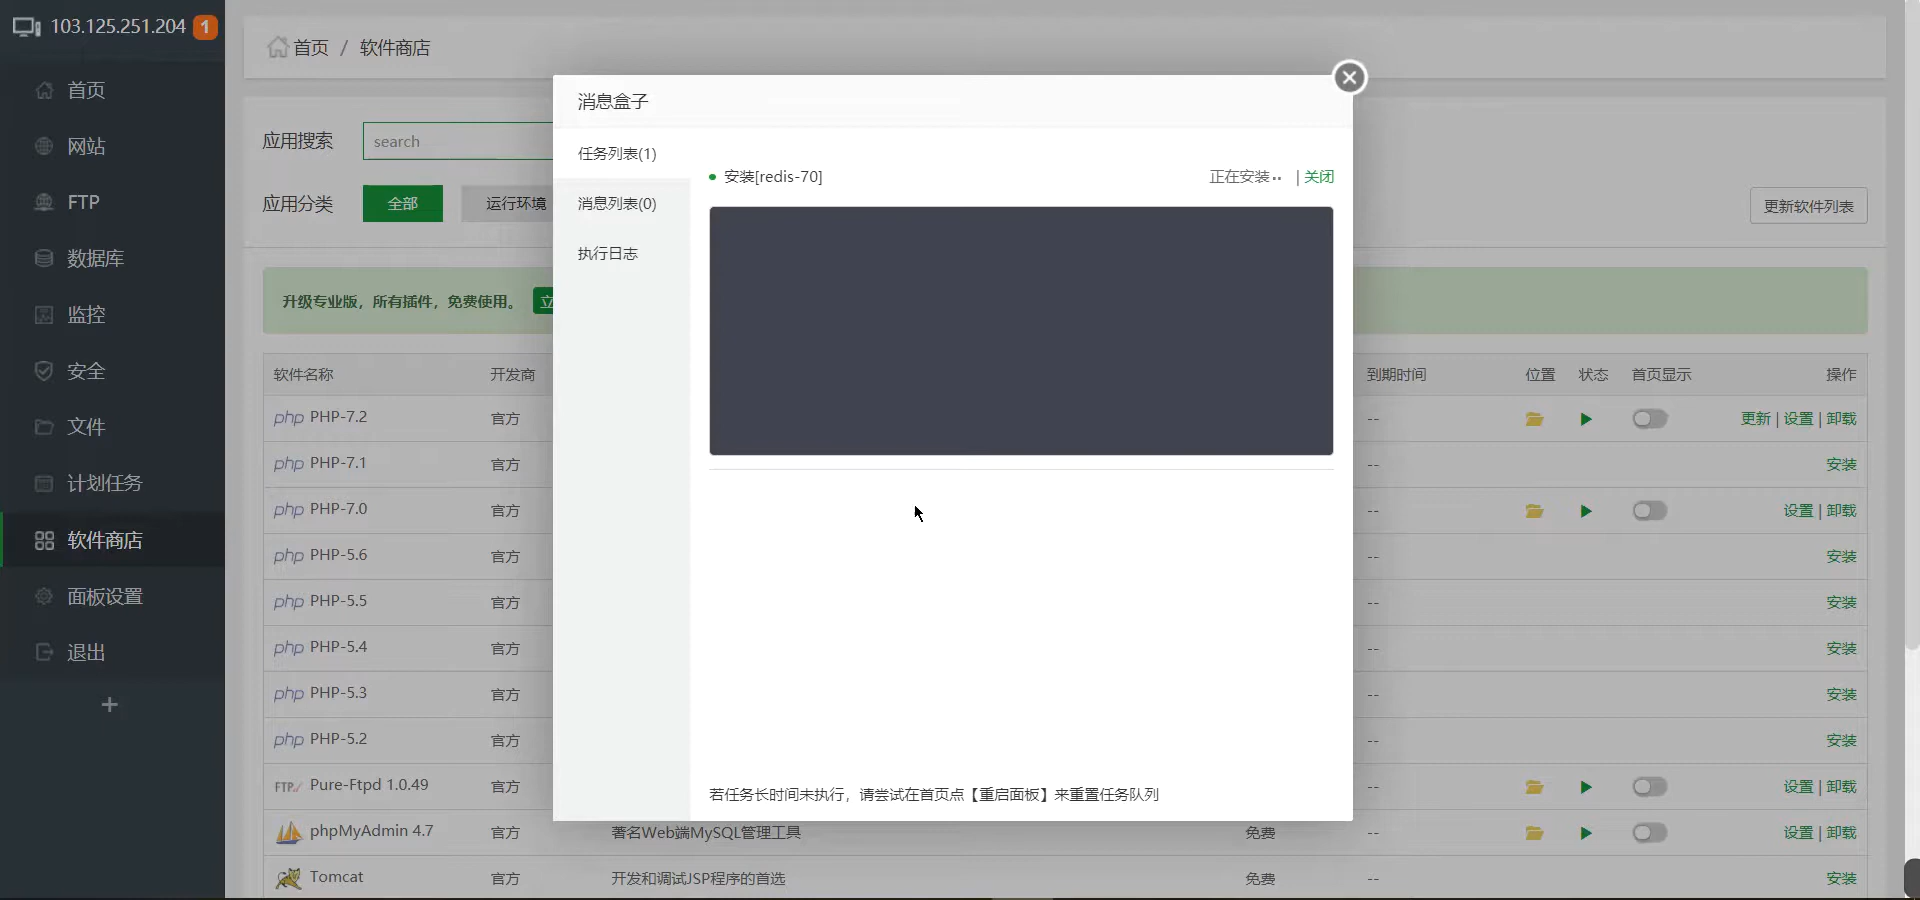 103.125.251.204 1
首页
网站
FTP
数据库
监控
安全
文件
计划任务
软件商店
面板设置
退出
首页 / 软件商店
应用搜索 search
应用分类 全部 运行环境
更新软件列表
升级专业版，所有插件，免费使用。 立
消息盒子
任务列表(1)
消息列表(0)
执行日志
安装[redis-70] 正在安装.. | 关闭
若任务长时间未执行，请尝试在首页点【重启面板】来重置任务队列
软件名称 开发商 到期时间 位置 状态 首页显示 操作
php PHP-7.2 官方 -- 更新 | 设置 | 卸载
php PHP-7.1 官方 -- 安装
php PHP-7.0 官方 -- 设置 | 卸载
php PHP-5.6 官方 -- 安装
php PHP-5.5 官方 -- 安装
php PHP-5.4 官方 -- 安装
php PHP-5.3 官方 -- 安装
php PHP-5.2 官方 -- 安装
FTP Pure-Ftpd 1.0.49 官方 -- 设置 | 卸载
phpMyAdmin 4.7 官方 著名Web端MySQL管理工具 免费 -- 设置 | 卸载
Tomcat 官方 开发和调试JSP程序的首选 免费 -- 安装